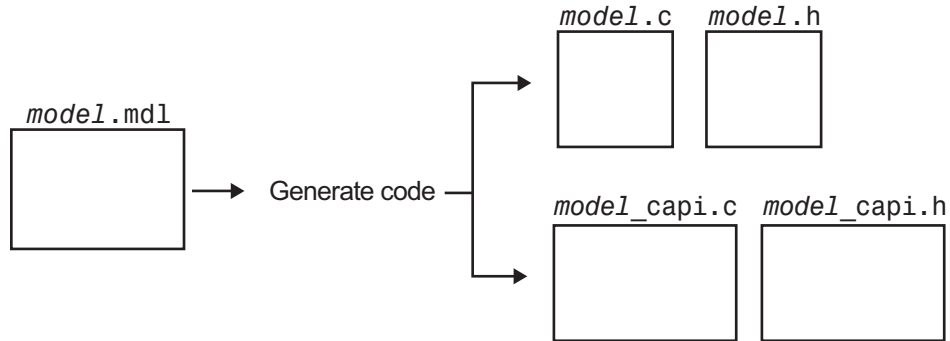 model.c model.h
model.mdl
Generate code
model_capi.c model_capi.h